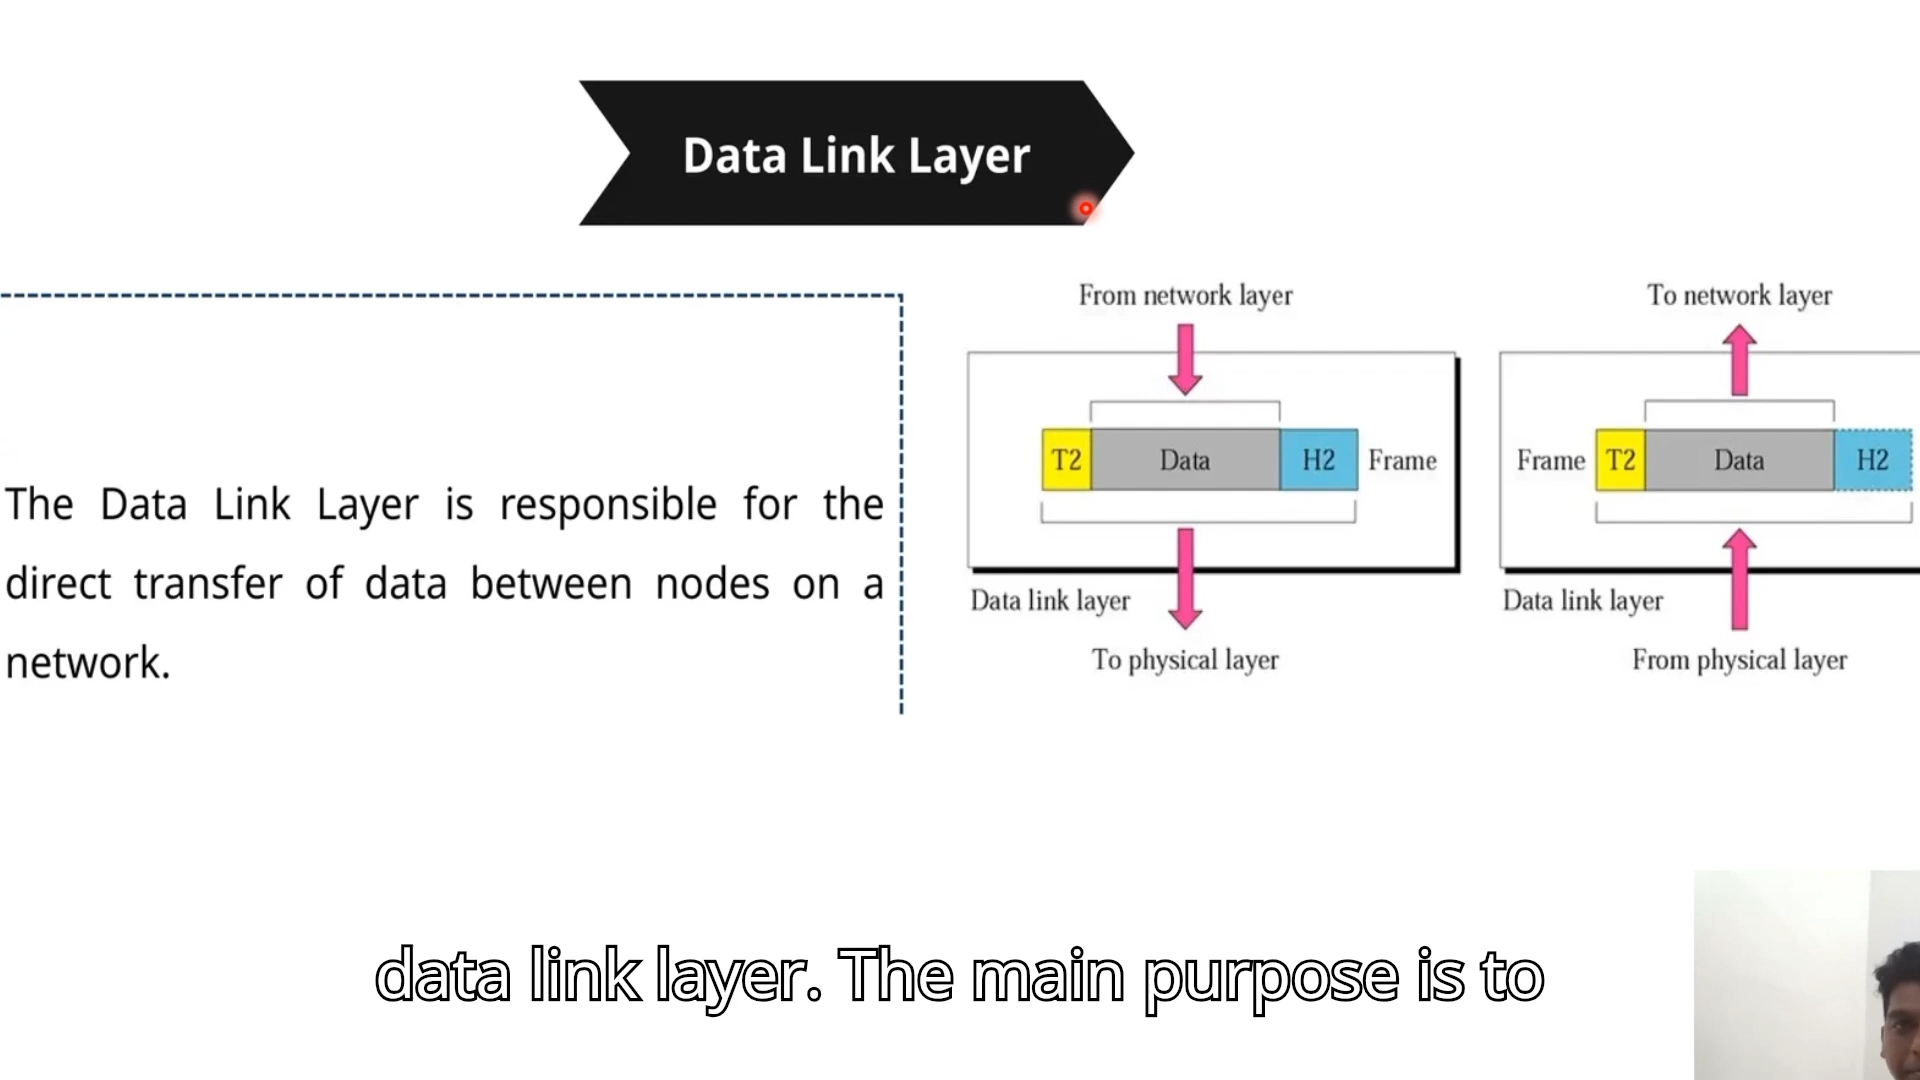 Data Link Layer
The Data Link Layer is responsible for the
direct transfer of data between nodes on a
network.
From network layer
T2 Data H2 Frame
Data link layer
To physical layer
To network layer
Frame T2 Data H2
Data link layer
From physical layer
data link layer. The main purpose is to